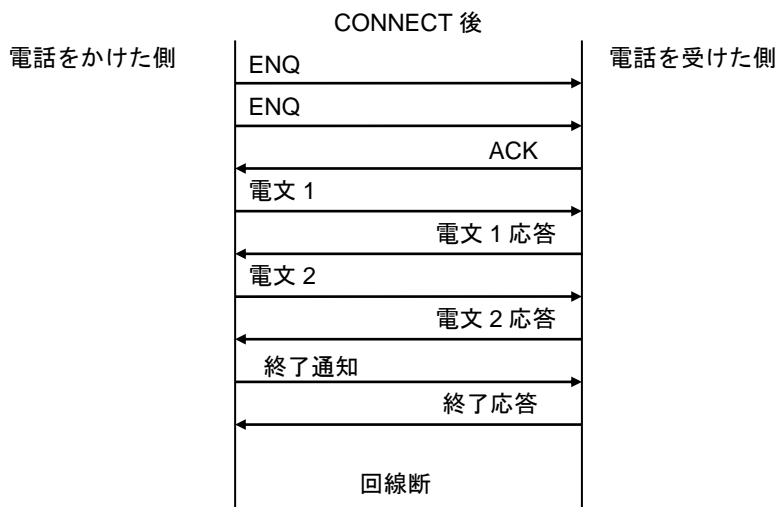 CONNECT 後
電話をかけた側
電話を受けた側
ENQ
ENQ
ACK
電文 1
電文 1 応答
電文 2
電文 2 応答
終了通知
終了応答
回線断